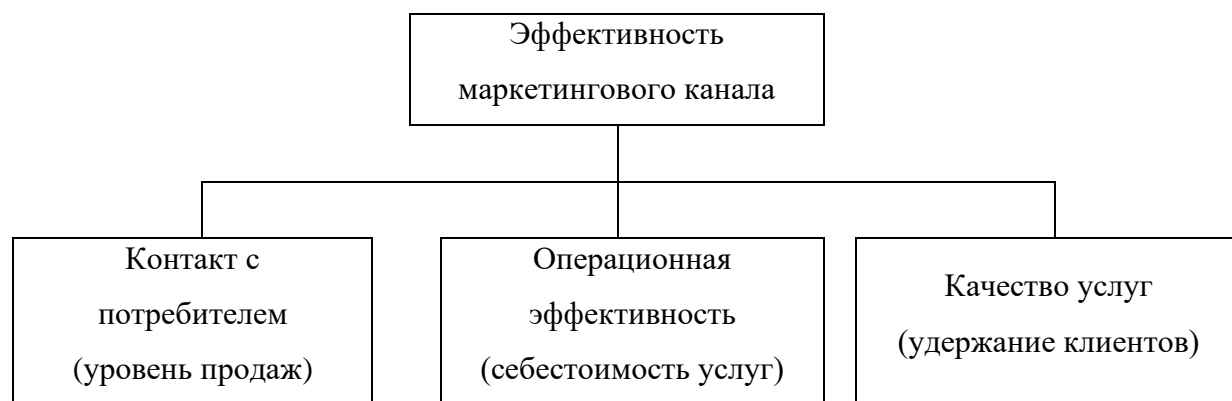 Эффективность
маркетингового канала
Контакт с
потребителем
(уровень продаж)
Операционная
эффективность
(себестоимость услуг)
Качество услуг
(удержание клиентов)